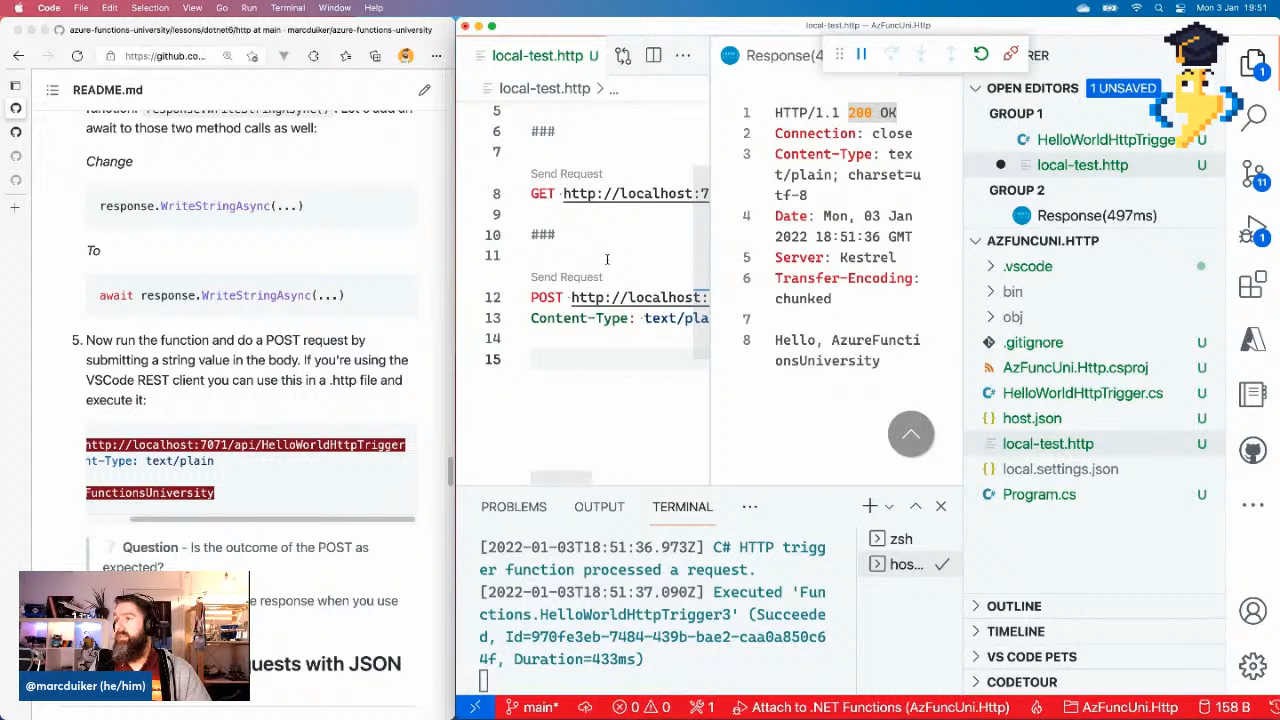 Code File Edit Selection View Go Run Terminal Window Help
Mon 3 Jan 19:51
azure-functions-university/lessons/dotnet6/http at main · marcduiker/azure-functions-university
local-test.http — AzFuncUni.Http
https://github.co...
README.md
await to those two method calls as well:
Change
response.WriteStringAsync(...)
To
await response.WriteStringAsync(...)
5. Now run the function and do a POST request by
submitting a string value in the body. If you're using the
VSCode REST client you can use this in a .http file and
execute it:
http://localhost:7071/api/HelloWorldHttpTrigger
nt-Type: text/plain
FunctionsUniversity
Question - Is the outcome of the POST as
expected?
e response when you use
uests with JSON
@marcduiker (he/him)
local-test.http U
local-test.http > ...
5
6 ###
7
Send Request
8 GET http://localhost:7
9
10 ###
11
Send Request
12 POST http://localhost:
13 Content-Type: text/pla
14
15
Response(4
1 HTTP/1.1 200 OK
2 Connection: close
3 Content-Type: tex
t/plain; charset=u
tf-8
4 Date: Mon, 03 Jan
2022 18:51:36 GMT
5 Server: Kestrel
6 Transfer-Encoding:
chunked
7
8 Hello, AzureFuncti
onsUniversity
PROBLEMS OUTPUT TERMINAL ...
[2022-01-03T18:51:36.973Z] C# HTTP trigg
er function processed a request.
[2022-01-03T18:51:37.090Z] Executed 'Fun
ctions.HelloWorldHttpTrigger3' (Succeede
d, Id=970fe3eb-7484-439b-bae2-caa0a850c6
4f, Duration=433ms)
zsh
hos...
RER
OPEN EDITORS 1 UNSAVED
GROUP 1
HelloWorldHttpTrigge U
local-test.http U
GROUP 2
Response(497ms)
AZFUNCUNI.HTTP
.vscode
bin
obj
.gitignore U
AzFuncUni.Http.csproj U
HelloWorldHttpTrigger.cs U
host.json U
local-test.http U
local.settings.json
Program.cs U
OUTLINE
TIMELINE
VS CODE PETS
CODETOUR
1
11
1
main* 0 0 1 Attach to .NET Functions (AzFuncUni.Http) AzFuncUni.Http 158 B